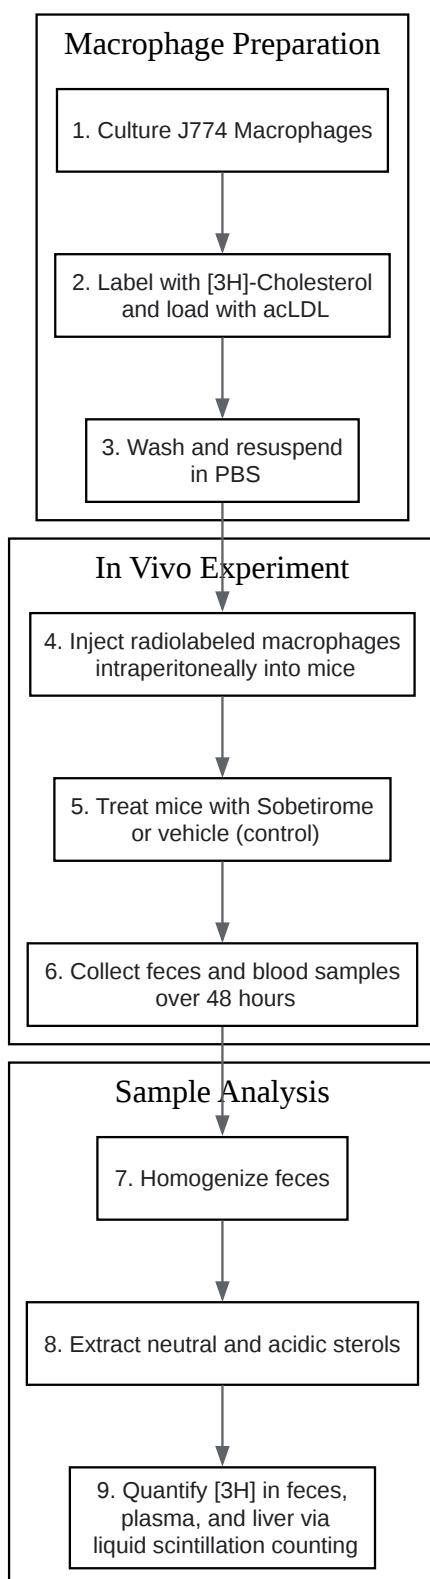 Macrophage Preparation
1. Culture J774 Macrophages
2. Label with [3H]-Cholesterol
and load with acLDL
3. Wash and resuspend
in PBS
In Vivo Experiment
4. Inject radiolabeled macrophages
intraperitoneally into mice
5. Treat mice with Sobetirome
or vehicle (control)
6. Collect feces and blood samples
over 48 hours
Sample Analysis
7. Homogenize feces
8. Extract neutral and acidic sterols
9. Quantify [3H] in feces,
plasma, and liver via
liquid scintillation counting